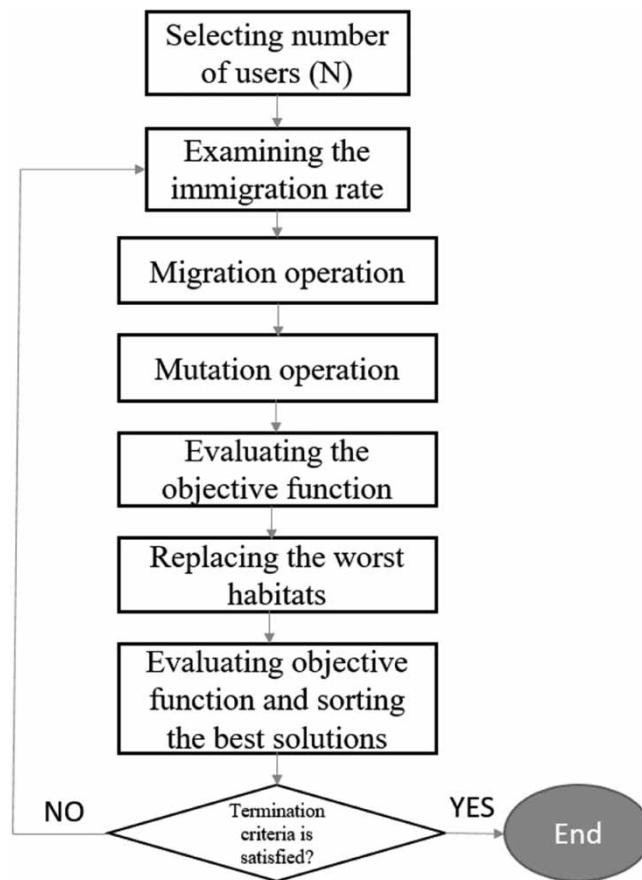 Selecting number
of users (N)
Examining the
immigration rate
Migration operation
Mutation operation
Evaluating the
objective function
Replacing the worst
habitats
Evaluating objective
function and sorting
the best solutions
NO
Termination
criteria is
satisfied?
YES
End